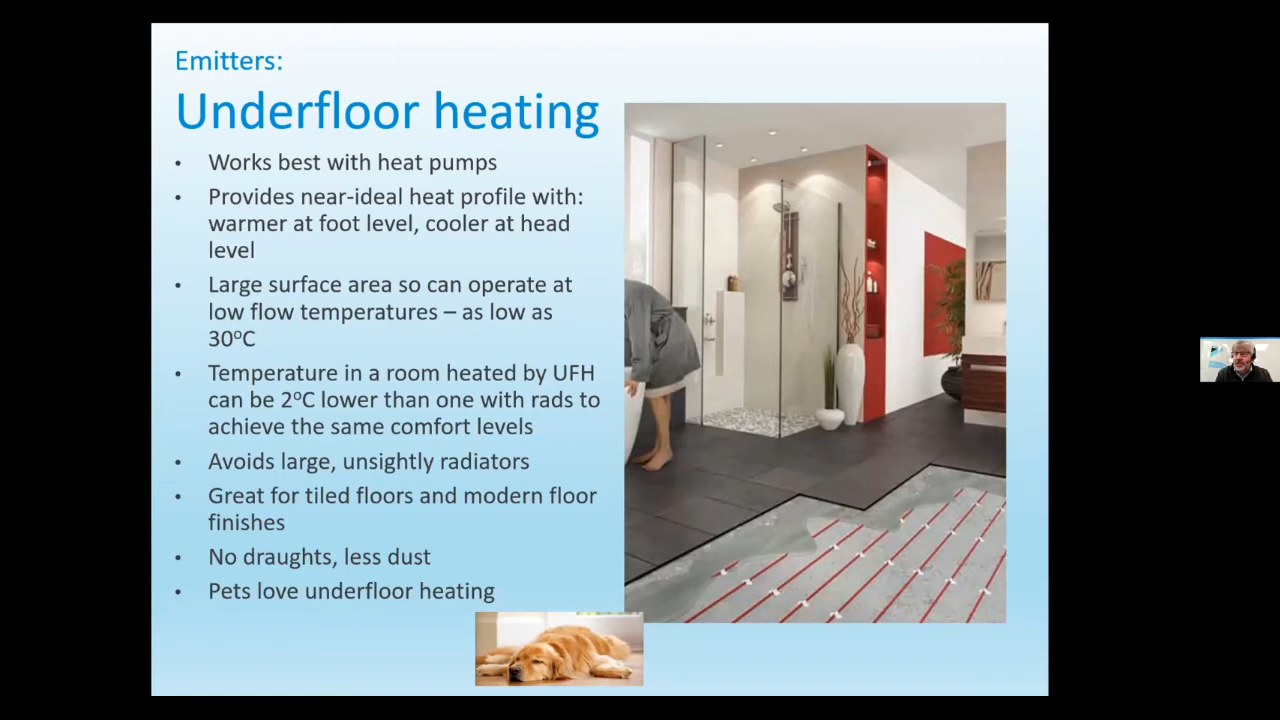 Emitters:
Underfloor heating
• Works best with heat pumps
• Provides near-ideal heat profile with:
warmer at foot level, cooler at head
level
• Large surface area so can operate at
low flow temperatures – as low as
30ºC
• Temperature in a room heated by UFH
can be 2ºC lower than one with rads to
achieve the same comfort levels
• Avoids large, unsightly radiators
• Great for tiled floors and modern floor
finishes
• No draughts, less dust
• Pets love underfloor heating